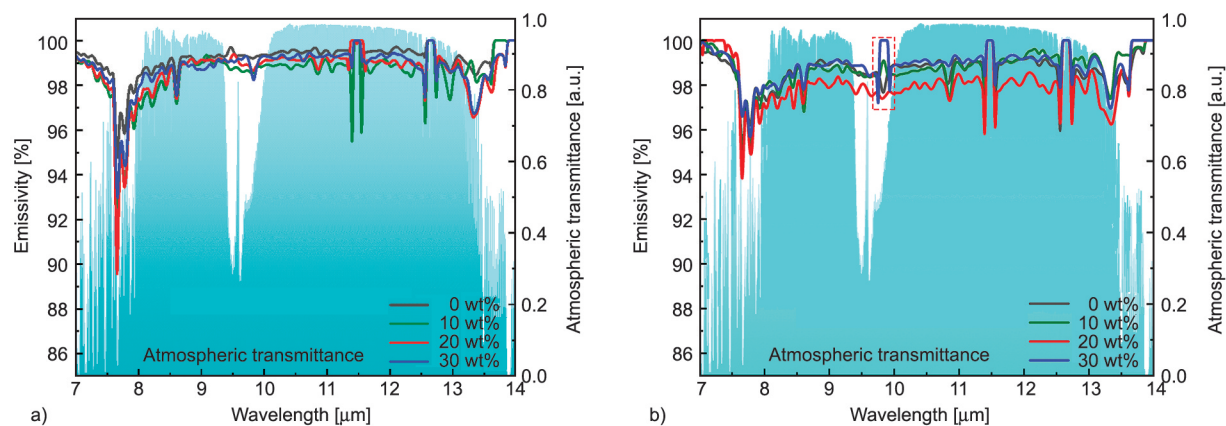 100
98
96
94
92
90
88
86
Emissivity [%]
1.0
0.8
0.6
0.4
0.2
0.0
Atmospheric transmittance [a.u.]
0 wt%
10 wt%
20 wt%
30 wt%
Atmospheric transmittance
7 8 9 10 11 12 13 14
Wavelength [μm]
a)
100
98
96
94
92
90
88
86
Emissivity [%]
1.0
0.8
0.6
0.4
0.2
0.0
Atmospheric transmittance [a.u.]
0 wt%
10 wt%
20 wt%
30 wt%
Atmospheric transmittance
7 8 9 10 11 12 13 14
Wavelength [μm]
b)